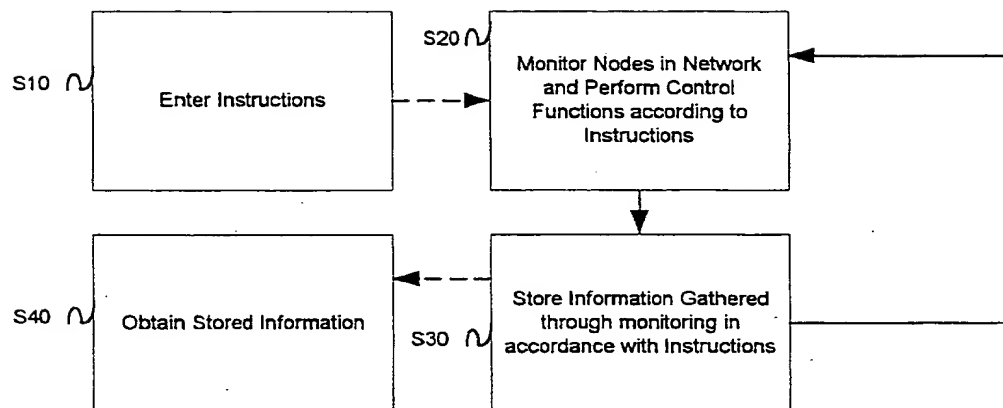 S10
Enter Instructions
S20
Monitor Nodes in Network
and Perform Control
Functions according to
Instructions
S40
Obtain Stored Information
S30
Store Information Gathered
through monitoring in
accordance with Instructions